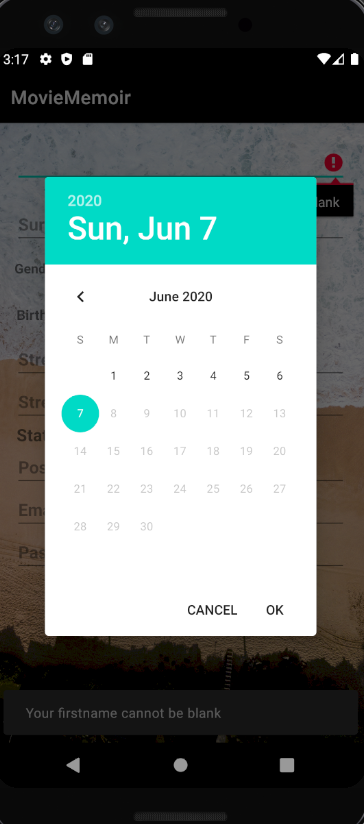 3:17
MovieMemoir
lank
2020
Sun, Jun 7
Sur
Gend
June 2020
Birth
S M T W T F S
1 2 3 4 5 6
Stre
7 8 9 10 11 12 13
Stre
Stat
14 15 16 17 18 19 20
Pos
21 22 23 24 25 26 27
Ema
28 29 30
Pas
CANCEL OK
Your firstname cannot be blank